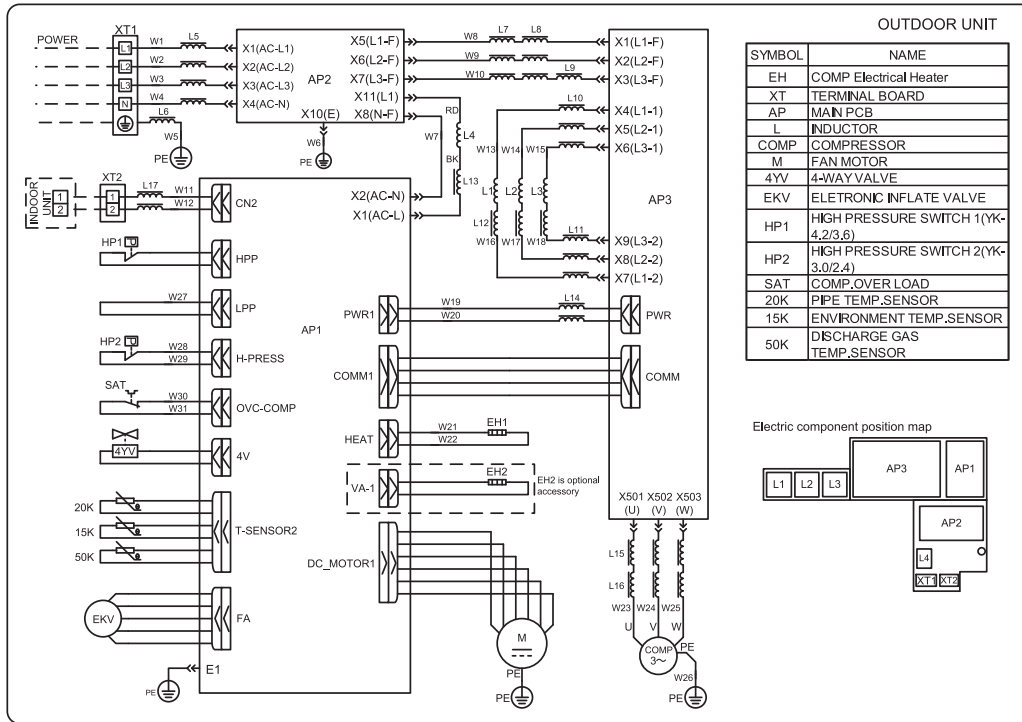 OUTDOOR UNIT
SYMBOL NAME
EH COMP Electrical Heater
XT TERMINAL BOARD
AP MAIN PCB
L INDUCTOR
COMP COMPRESSOR
M FAN MOTOR
4YV 4-WAY VALVE
EKV ELETRONIC INFLATE VALVE
HP1 HIGH PRESSURE SWITCH 1(YK-
4.2/3.6)
HP2 HIGH PRESSURE SWITCH 2(YK-
3.0/2.4)
SAT COMP.OVER LOAD
20K PIPE TEMP.SENSOR
15K ENVIRONMENT TEMP.SENSOR
50K DISCHARGE GAS
TEMP.SENSOR
POWER
XT1
L1 W1 L5 X1(AC-L1)
L2 W2 X2(AC-L2)
L3 W3 X3(AC-L3)
N W4 X4(AC-N)
L6
W5
PE
AP2
X5(L1-F)
X6(L2-F)
X7(L3-F)
X11(L1)
X8(N-F)
X10(E)
W6
PE
W8 L7 L8
W9
W10 L9
RD
W7
L4
BK
L13
X1(L1-F)
X2(L2-F)
X3(L3-F)
X4(L1-1)
X5(L2-1)
X6(L3-1)
AP3
X9(L3-2)
X8(L2-2)
X7(L1-2)
L10
W13 W14 W15
L1 L2 L3
L12
W16 W17 W18
L11
INDOOR
UNIT
1
2
XT2
1
2
L17
W11
W12
CN2
HP1 P
HPP
W27
LPP
HP2 P
W28
W29
H-PRESS
SAT
W30
W31
OVC-COMP
4YV
4V
20K
15K
50K
T-SENSOR2
EKV
FA
E1
PE
AP1
X2(AC-N)
X1(AC-L)
PWR1
W19 L14
W20
PWR
COMM1
COMM
HEAT
W21 EH1
W22
VA-1
EH2
EH2 is optional
accessory
DC_MOTOR1
M
PE
PE
X501 X502 X503
(U) (V) (W)
L15
L16
W23 W24 W25
U V W
COMP
3~
PE
W26
PE
Electric component position map
L1 L2 L3
AP3
AP1
AP2
L4
XT1 XT2